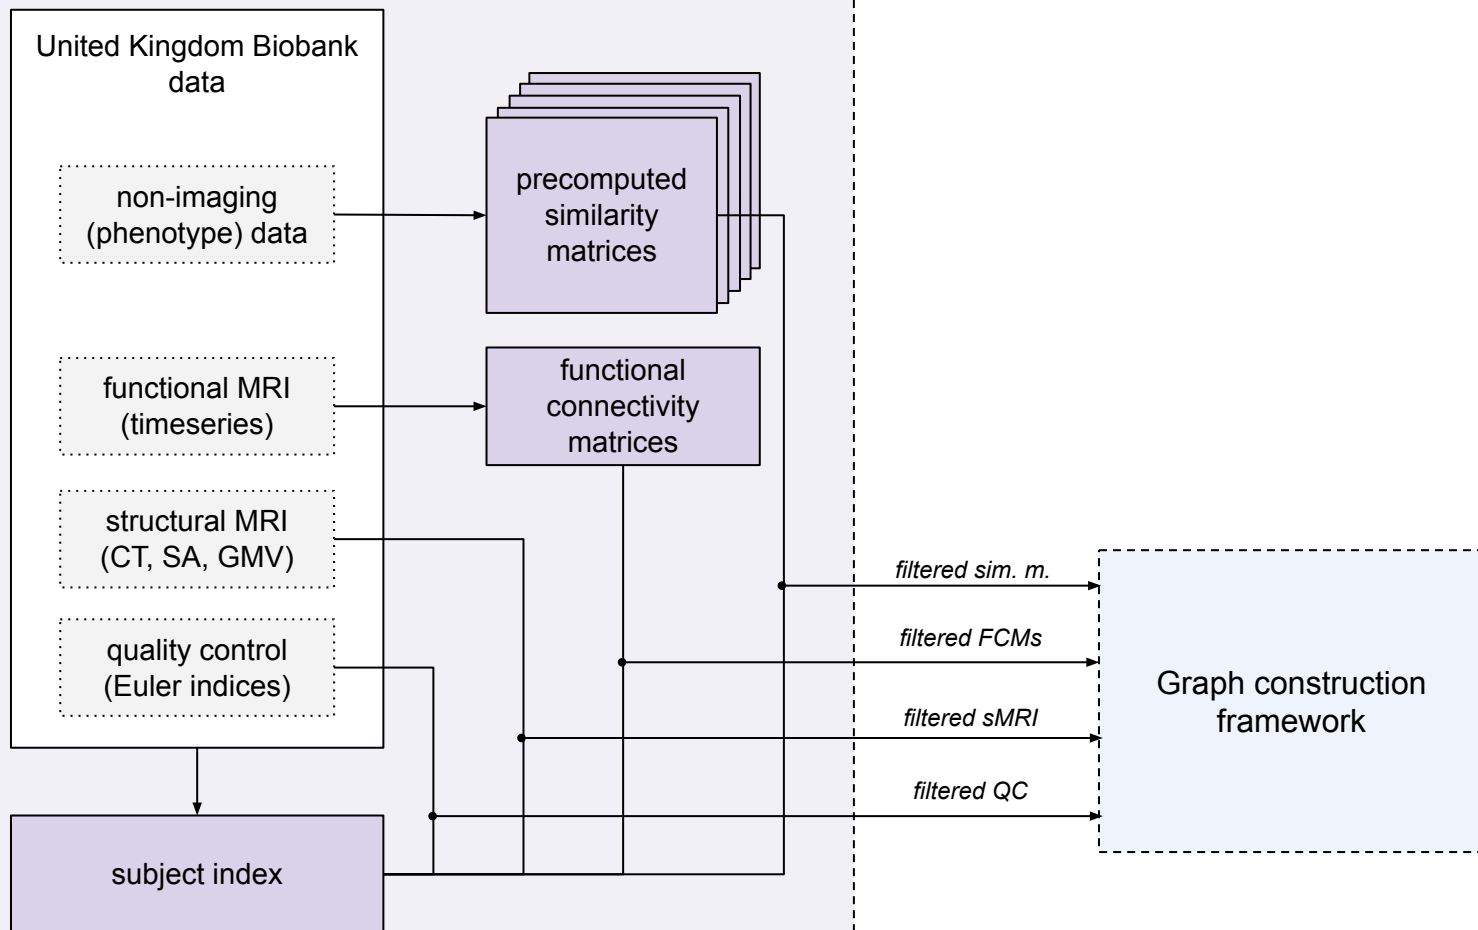 United Kingdom Biobank
data
non-imaging
(phenotype) data
precomputed
similarity
matrices
functional MRI
(timeseries)
functional
connectivity
matrices
structural MRI
(CT, SA, GMV)
quality control
(Euler indices)
subject index
filtered sim. m.
filtered FCMs
filtered sMRI
filtered QC
Graph construction
framework